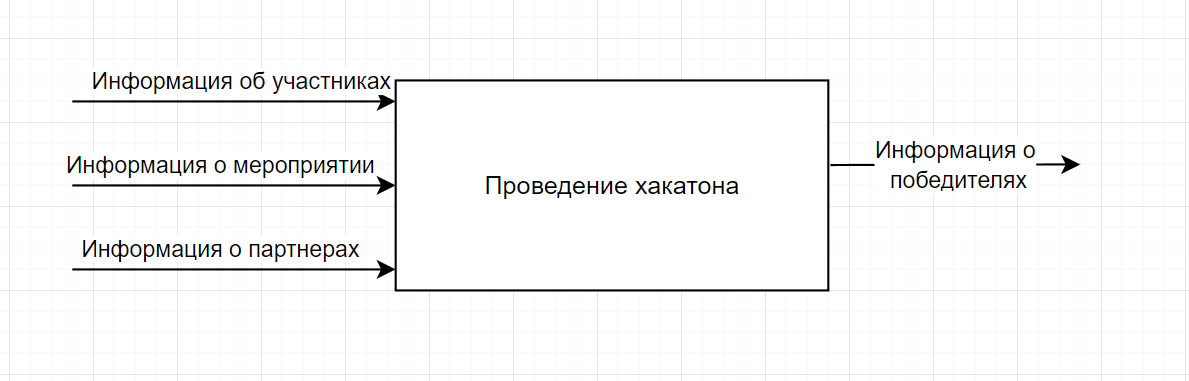 Информация об участниках
Информация о мероприятии
Информация о партнерах
Проведение хакатона
Информация о
победителях